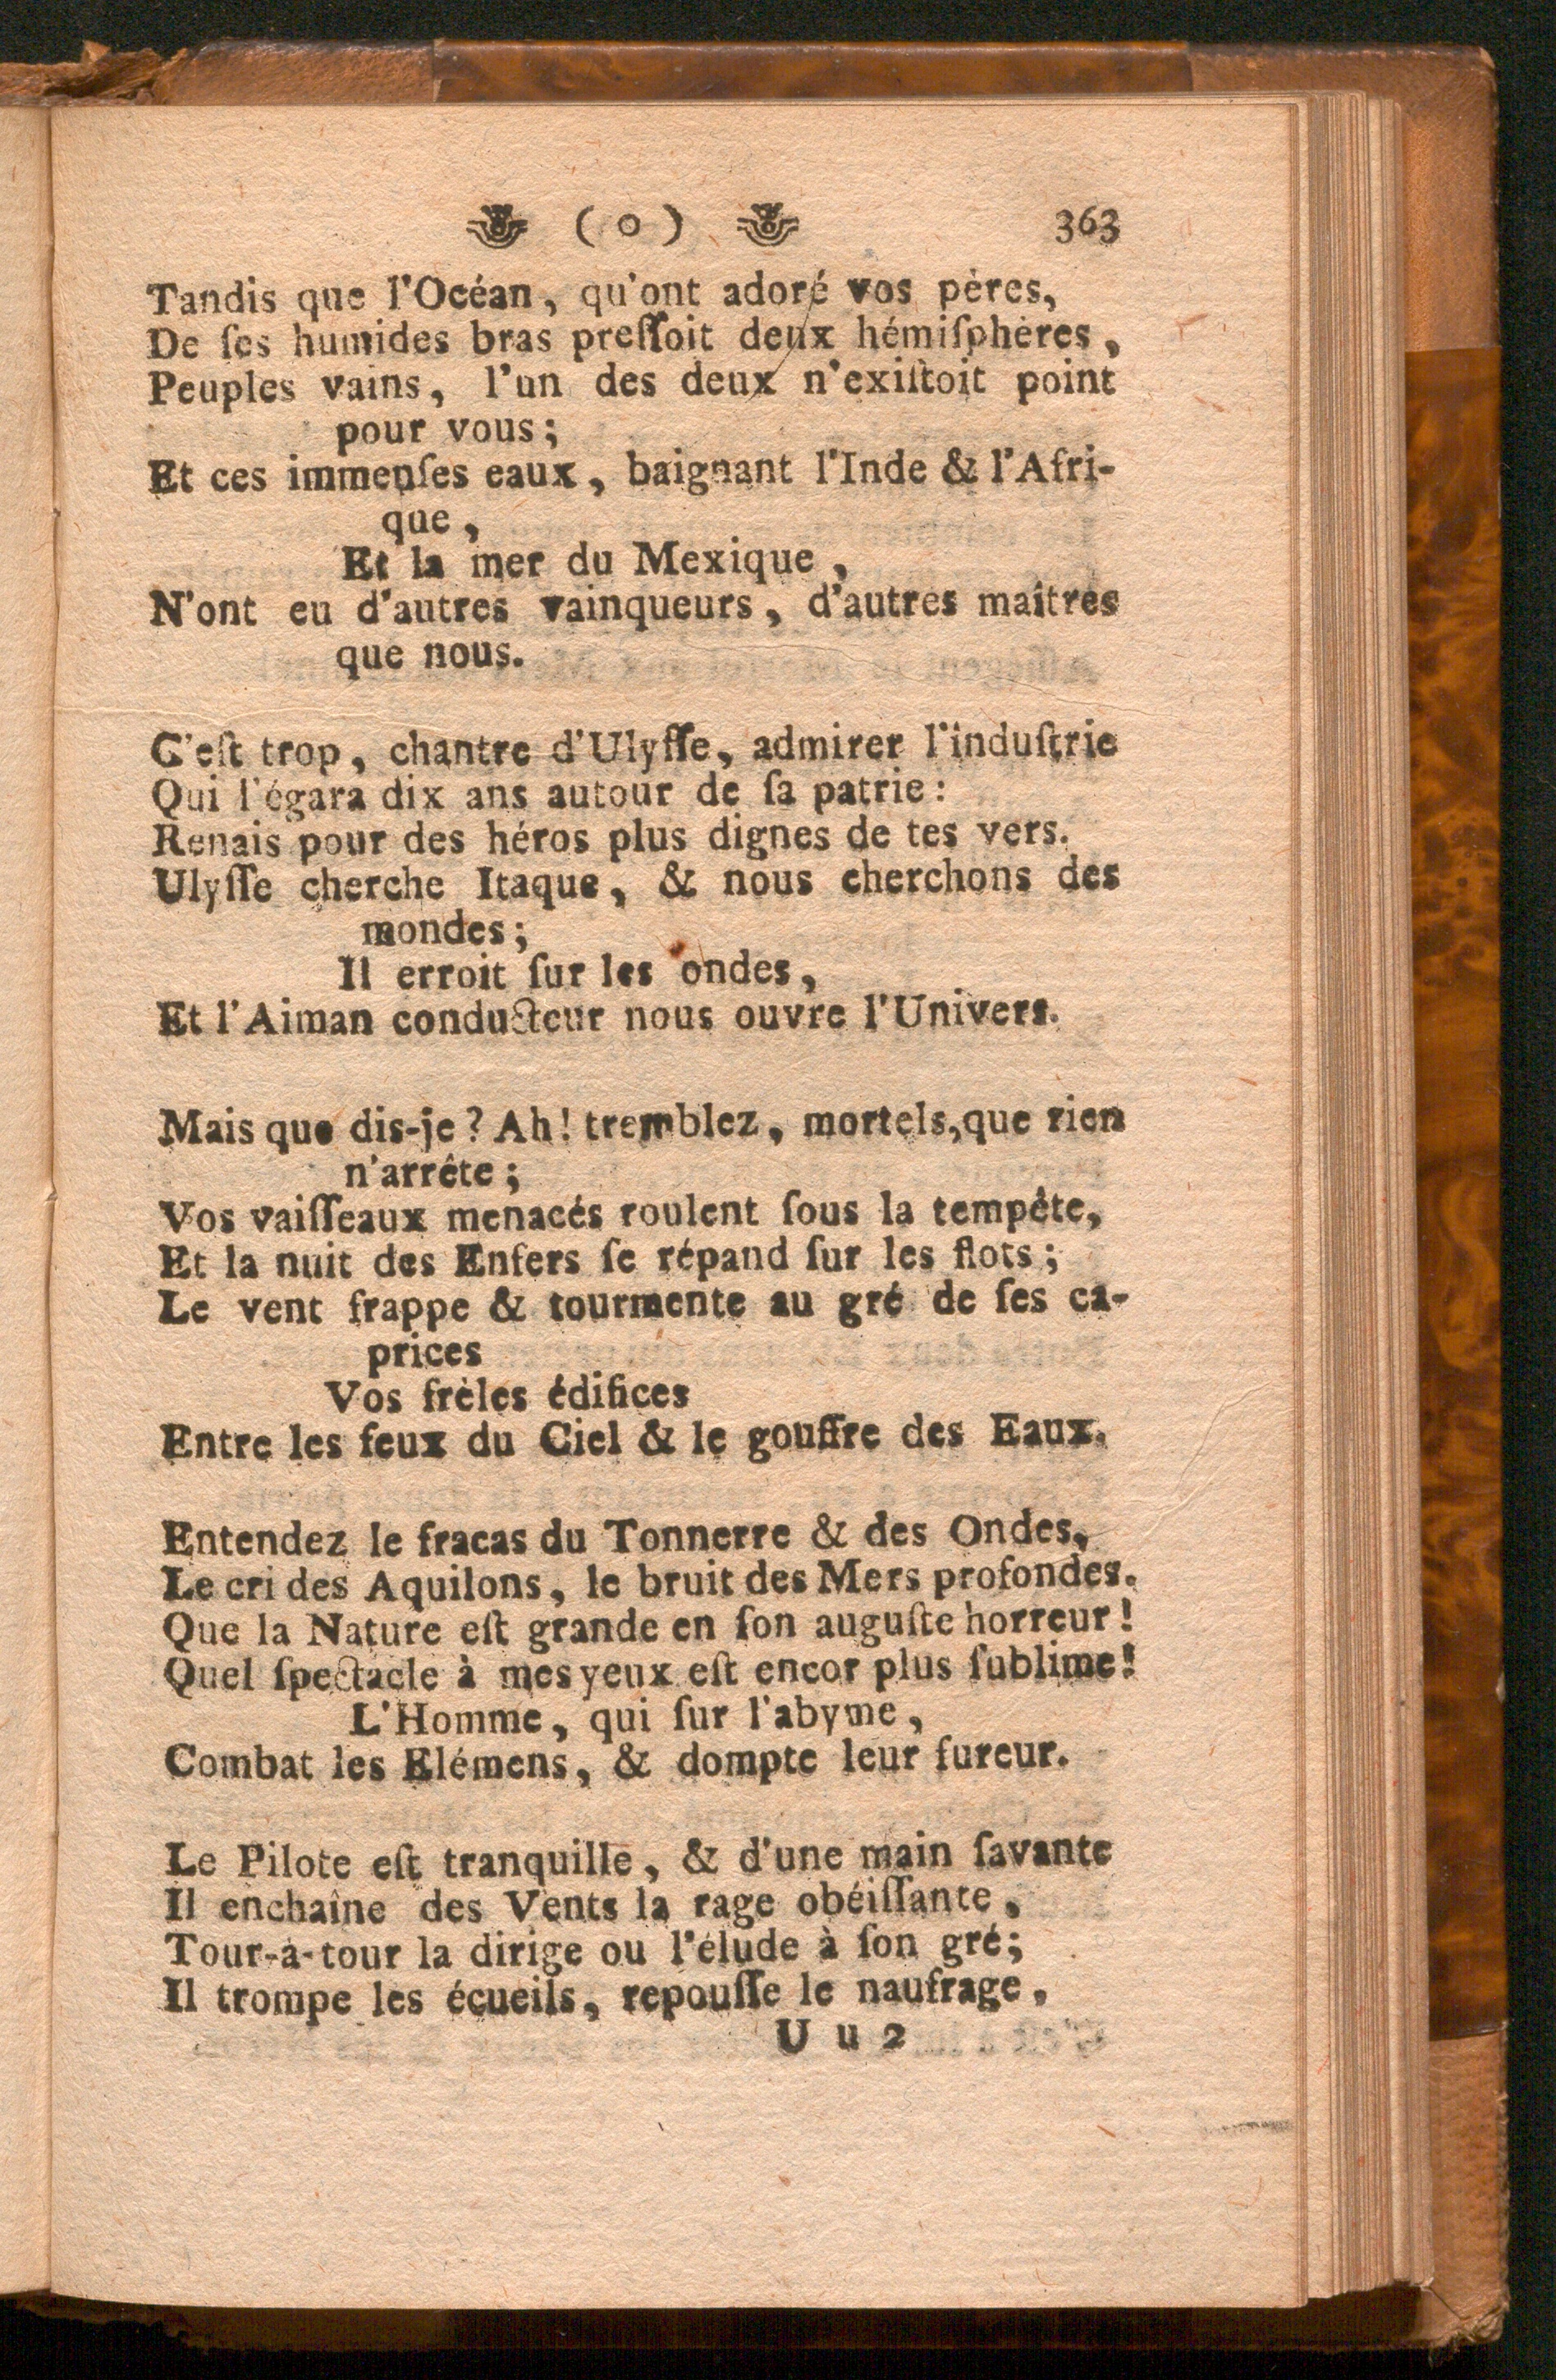 ( o ) 363
Tandis que l'Océan, qu'ont adoré vos pères,
De ſes humides bras preſſoit deux hémiſphères,
Peuples vains, l'un des deux n'exiſtoit point
pour vous;
Et ces immenſes eaux, baignant l'Inde & l'Afri-
que,
Et la mer du Mexique,
N'ont eu d'autres vainqueurs, d'autres maîtres
que nous.
C'eſt trop, chantre d'Ulyſſe, admirer l'induſtrie
Qui l'égara dix ans autour de ſa patrie:
Renais pour des héros plus dignes de tes vers.
Ulyſſe cherche Itaque, & nous cherchons des
mondes;
Il erroit ſur les ondes,
Et l'Aiman conducteur nous ouvre l'Univers.
Mais que dis-je? Ah! tremblez, mortels, que rien
n'arrête;
Vos vaiſſeaux menacés roulent ſous la tempête,
Et la nuit des Enfers ſe répand ſur les flots;
Le vent frappe & tourmente au gré de ſes ca-
prices
Vos frèles édifices
Entre les feux du Ciel & le gouffre des Eaux.
Entendez le fracas du Tonnerre & des Ondes,
Le cri des Aquilons, le bruit des Mers profondes.
Que la Nature eſt grande en ſon auguſte horreur!
Quel ſpectacle à mes yeux eſt encor plus ſublime!
L'Homme, qui ſur l'abyme,
Combat les Elémens, & dompte leur fureur.
Le Pilote eſt tranquille, & d'une main ſavante
Il enchaîne des Vents la rage obéiſſante,
Tour-à-tour la dirige ou l'élude à ſon gré;
Il trompe les écueils, repouſſe le naufrage,
U u 2